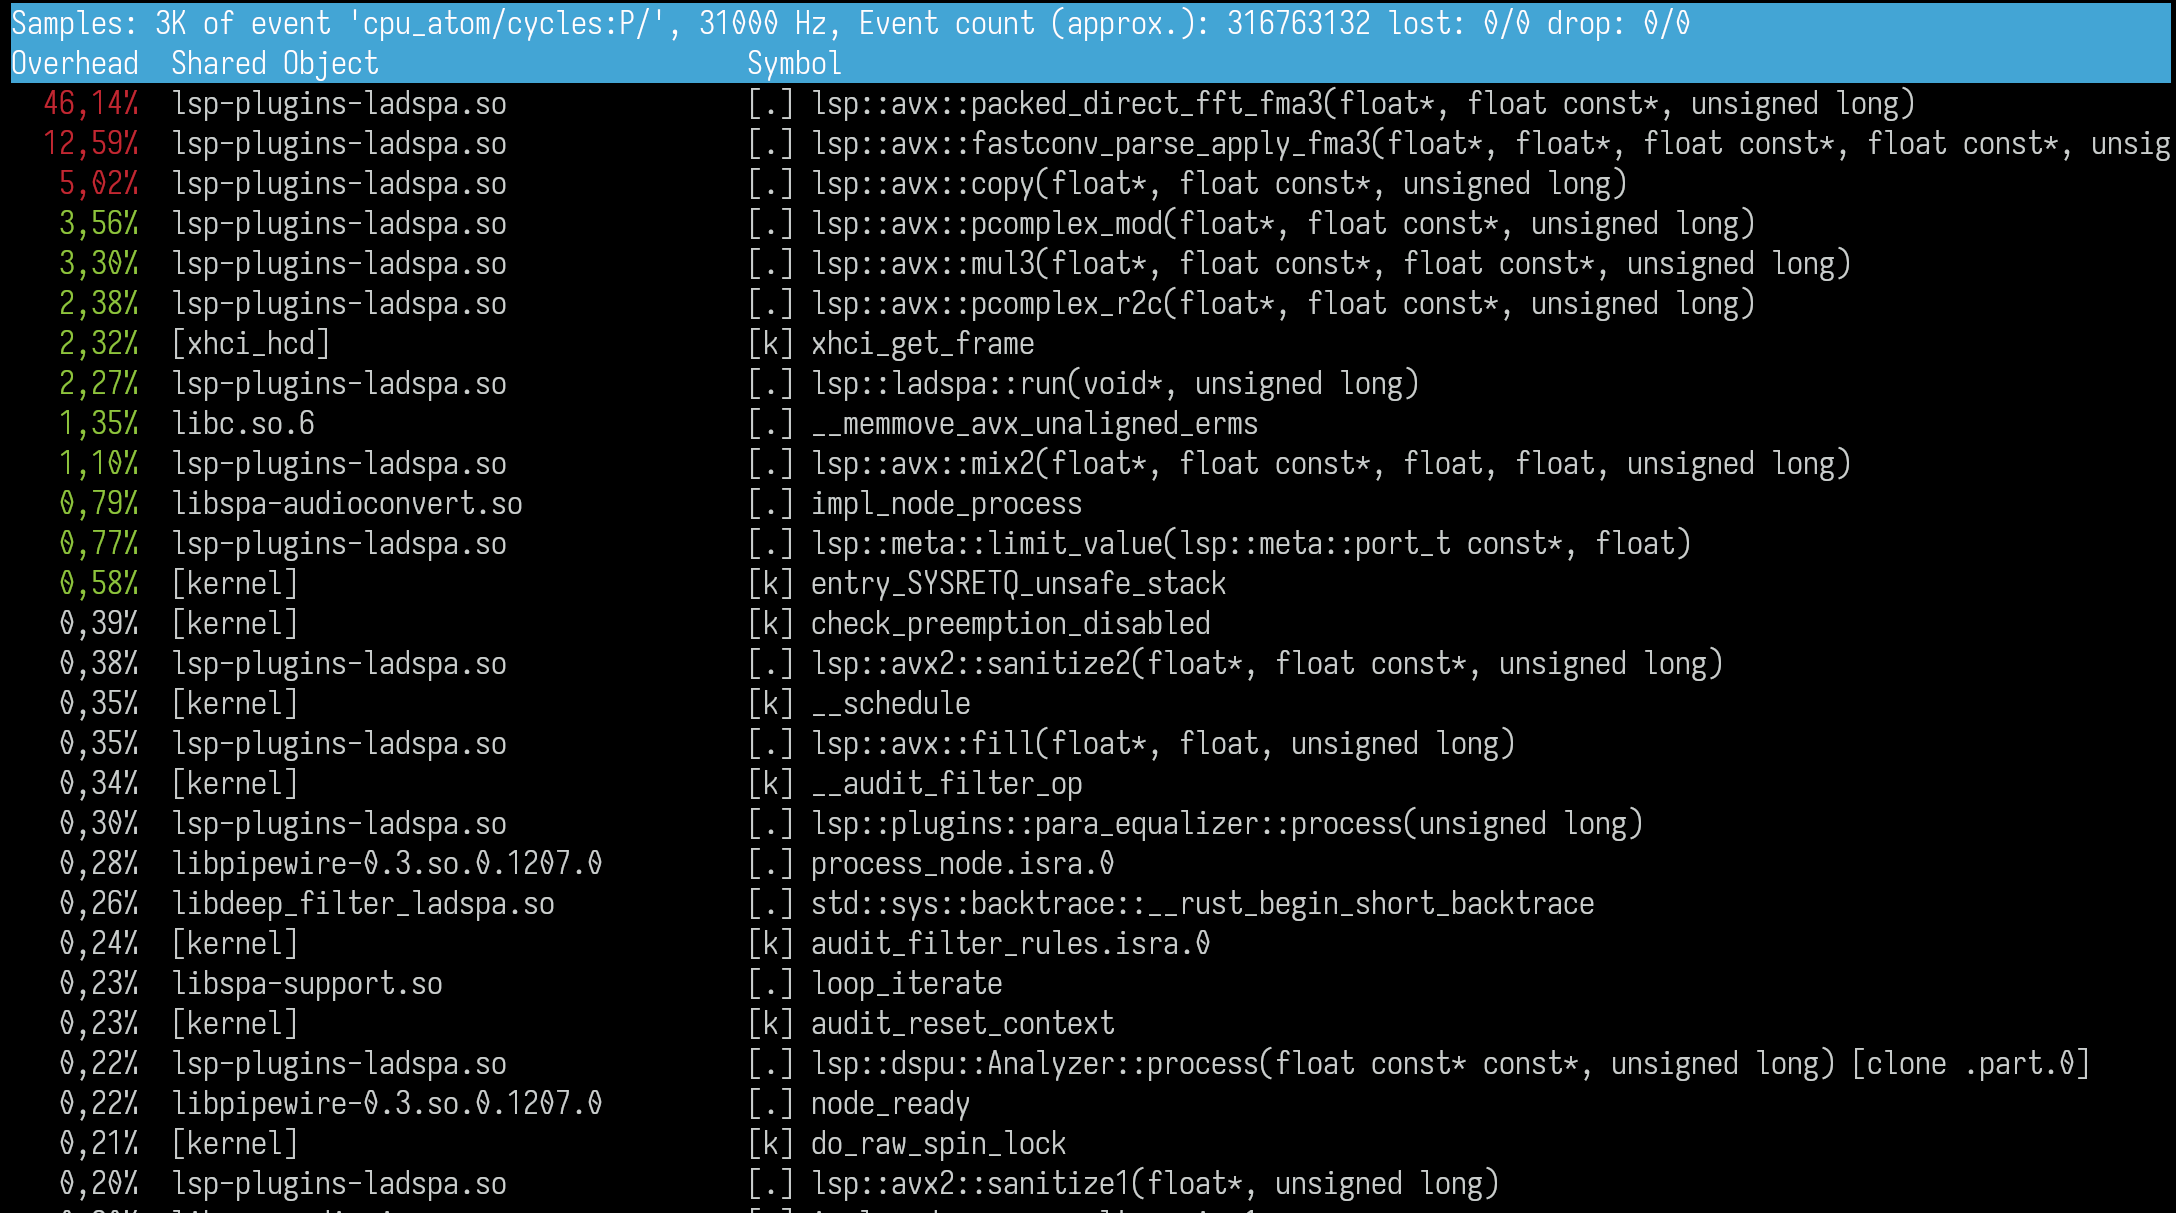 Samples: 3K of event 'cpu_atom/cycles:P/', 31000 Hz, Event count (approx.): 316763132 lost: 0/0 drop: 0/0
Overhead  Shared Object                       Symbol
46,14%  lsp-plugins-ladspa.so               [.] lsp::avx::packed_direct_fft_fma3(float*, float const*, unsigned long)
12,59%  lsp-plugins-ladspa.so               [.] lsp::avx::fastconv_parse_apply_fma3(float*, float*, float const*, float const*, unsig
5,02%  lsp-plugins-ladspa.so               [.] lsp::avx::copy(float*, float const*, unsigned long)
3,56%  lsp-plugins-ladspa.so               [.] lsp::avx::pcomplex_mod(float*, float const*, unsigned long)
3,30%  lsp-plugins-ladspa.so               [.] lsp::avx::mul3(float*, float const*, float const*, unsigned long)
2,38%  lsp-plugins-ladspa.so               [.] lsp::avx::pcomplex_r2c(float*, float const*, unsigned long)
2,32%  [xhci_hcd]                          [k] xhci_get_frame
2,27%  lsp-plugins-ladspa.so               [.] lsp::ladspa::run(void*, unsigned long)
1,35%  libc.so.6                           [.] __memmove_avx_unaligned_erms
1,10%  lsp-plugins-ladspa.so               [.] lsp::avx::mix2(float*, float const*, float, float, unsigned long)
0,79%  libspa-audioconvert.so              [.] impl_node_process
0,77%  lsp-plugins-ladspa.so               [.] lsp::meta::limit_value(lsp::meta::port_t const*, float)
0,58%  [kernel]                            [k] entry_SYSRETQ_unsafe_stack
0,39%  [kernel]                            [k] check_preemption_disabled
0,38%  lsp-plugins-ladspa.so               [.] lsp::avx2::sanitize2(float*, float const*, unsigned long)
0,35%  [kernel]                            [k] __schedule
0,35%  lsp-plugins-ladspa.so               [.] lsp::avx::fill(float*, float, unsigned long)
0,34%  [kernel]                            [k] __audit_filter_op
0,30%  lsp-plugins-ladspa.so               [.] lsp::plugins::para_equalizer::process(unsigned long)
0,28%  libpipewire-0.3.so.0.1207.0         [.] process_node.isra.0
0,26%  libdeep_filter_ladspa.so            [.] std::sys::backtrace::__rust_begin_short_backtrace
0,24%  [kernel]                            [k] audit_filter_rules.isra.0
0,23%  libspa-support.so                   [.] loop_iterate
0,23%  [kernel]                            [k] audit_reset_context
0,22%  lsp-plugins-ladspa.so               [.] lsp::dspu::Analyzer::process(float const* const*, unsigned long) [clone .part.0]
0,22%  libpipewire-0.3.so.0.1207.0         [.] node_ready
0,21%  [kernel]                            [k] do_raw_spin_lock
0,20%  lsp-plugins-ladspa.so               [.] lsp::avx2::sanitize1(float*, unsigned long)